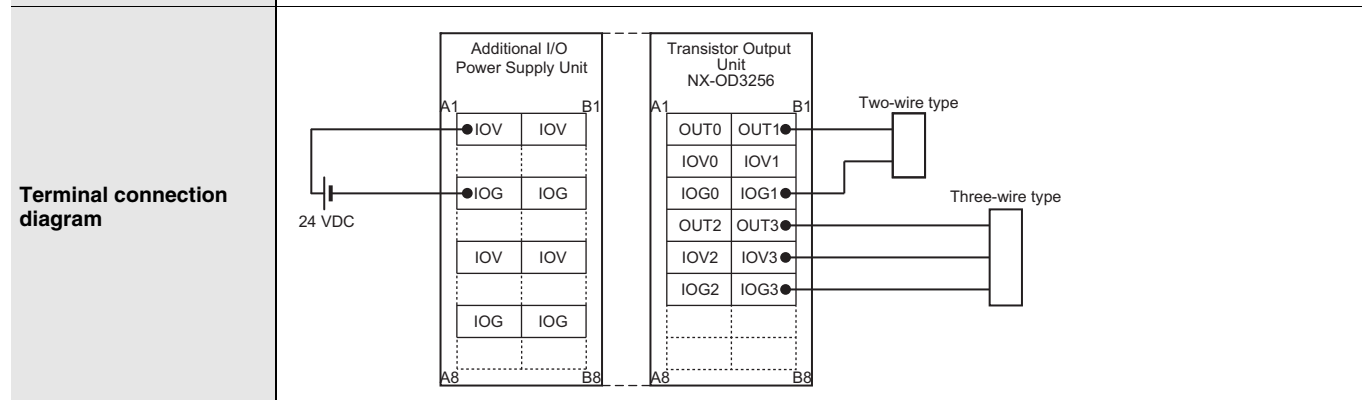 Terminal connection
diagram
Additional I/O
Power Supply Unit
A1 B1
IOV IOV
IOG IOG
IOV IOV
IOG IOG
A8 B8
24 VDC
Transistor Output
Unit
NX-OD3256
A1 B1
OUT0 OUT1
IOV0 IOV1
IOG0 IOG1
OUT2 OUT3
IOV2 IOV3
IOG2 IOG3
A8 B8
Two-wire type
Three-wire type